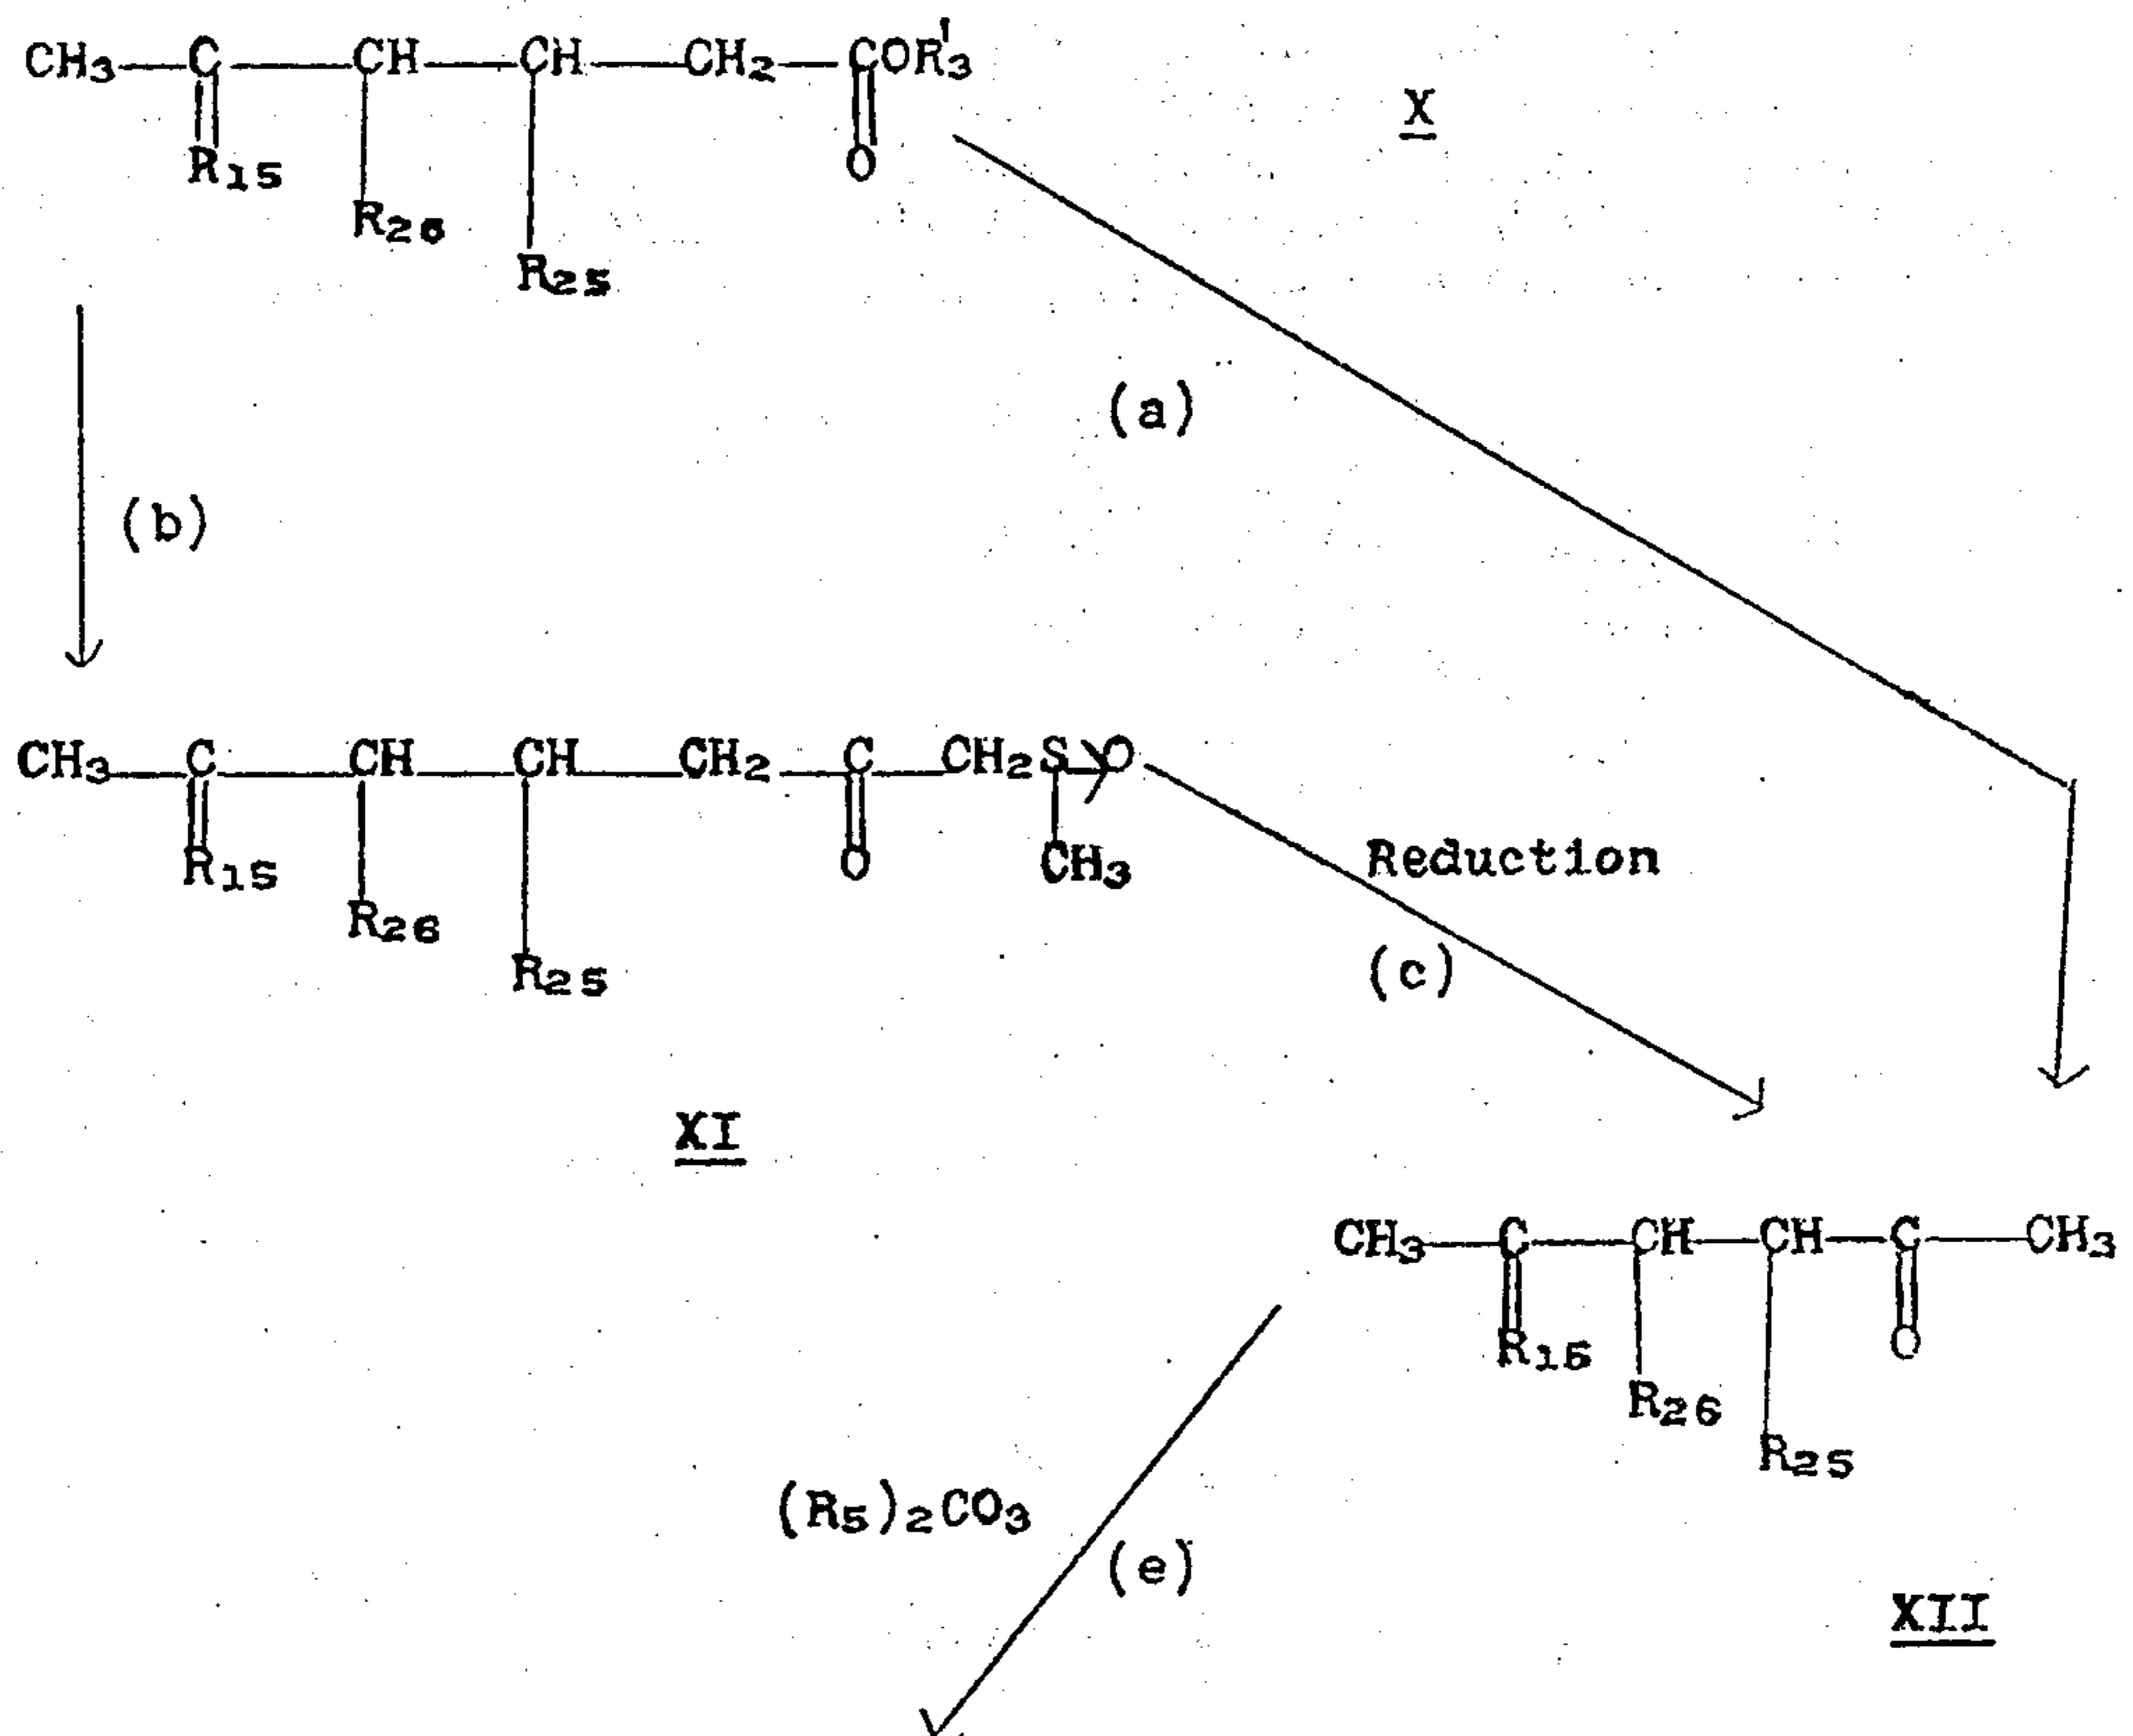 CH3—C—CH—CH—CH2—COR'3
X
R15
O
R26
R25
(a)
(b)
CH3—C—CH—CH—CH2—C—CH2S→O
R15
O
CH3
Reduction
R26
(c)
R25
XI
CH3—C—CH—CH—C—CH3
R15
O
R26
R25
(R5)2CO3
(e)
XII